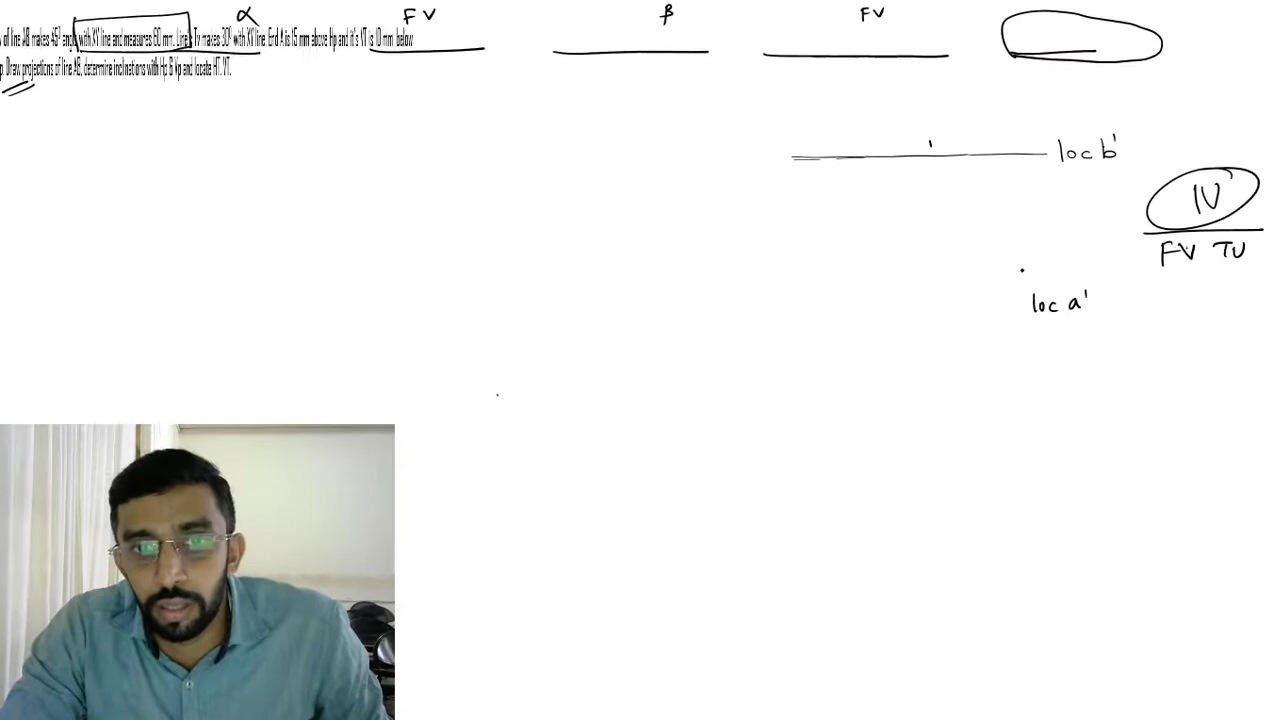 α FV β FV
of line AB makes 45° angle with XY line and measures 60 mm. Line's Tv makes 30° with XY line. End A is 15 mm above Hp and it's VT is 10 mm below
p. Draw projections of line AB, determine inclinations with Hp & Vp and locate HT, VT.
loc b'
IV
FV TV
loc a'